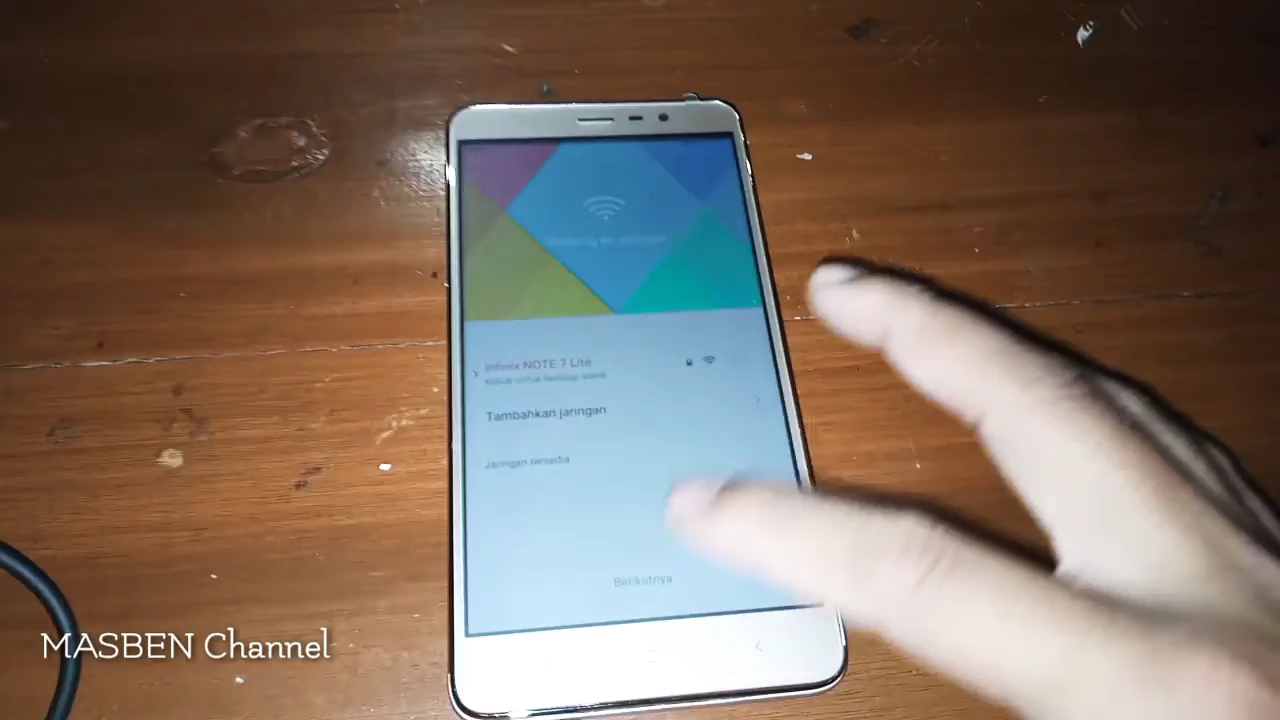 Infinix NOTE 7 Lite
Tambahkan jaringan
Jaringan tersedia
Berikutnya
MASBEN Channel